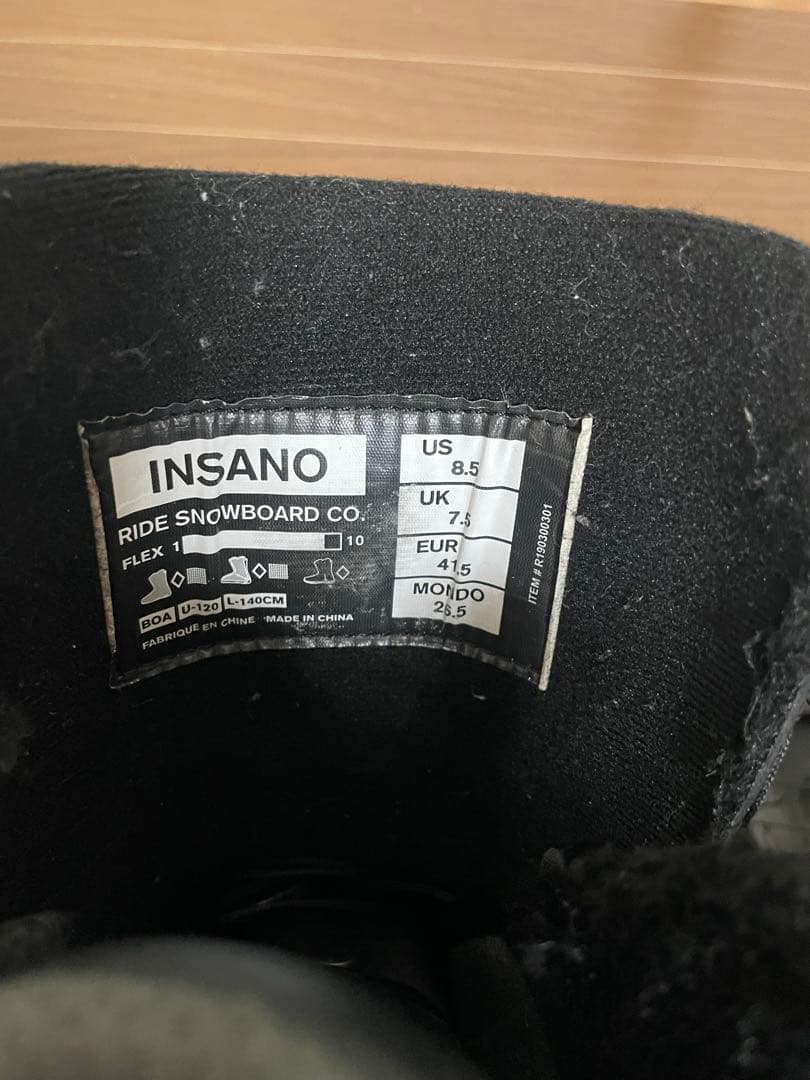 INSANO
RIDE SNOWBOARD CO.
FLEX 1 10
BOA U-120 L-140CM
FABRIQUE EN CHINE MADE IN CHINA
US
8.5
UK
7.5
EUR
41.5
MONDO
26.5
ITEM # R190300301